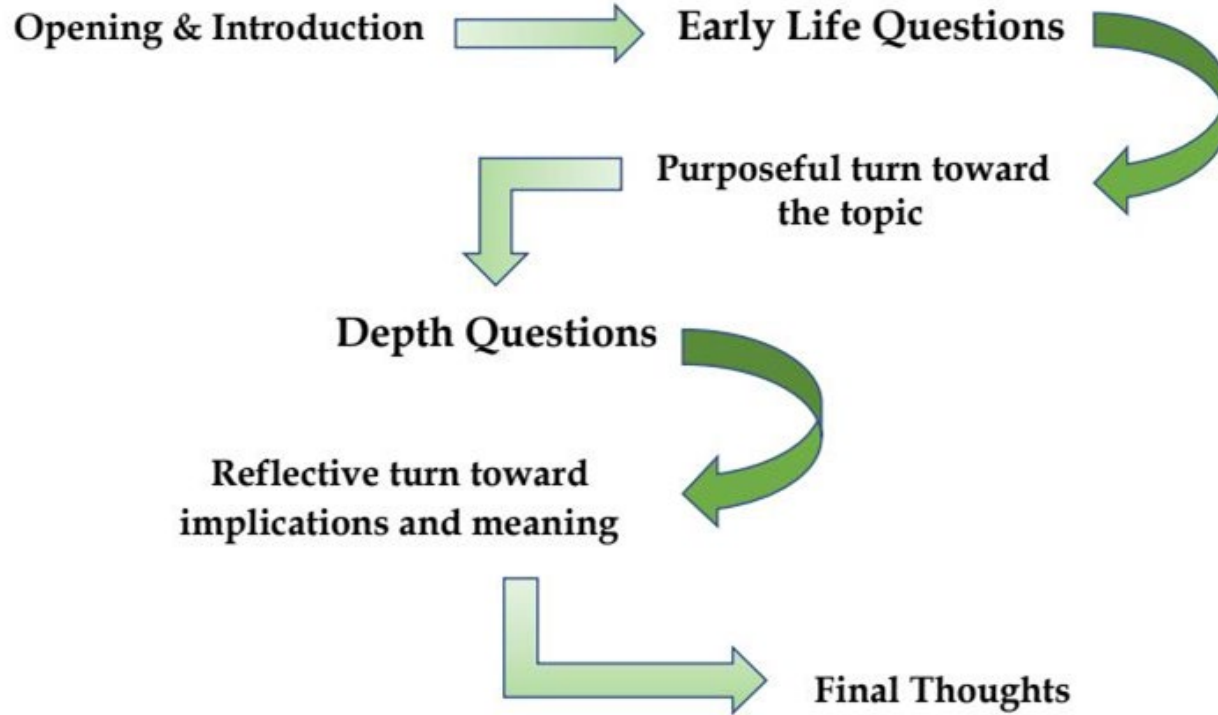 Opening & Introduction
Early Life Questions
Purposeful turn toward
the topic
Depth Questions
Reflective turn toward
implications and meaning
Final Thoughts